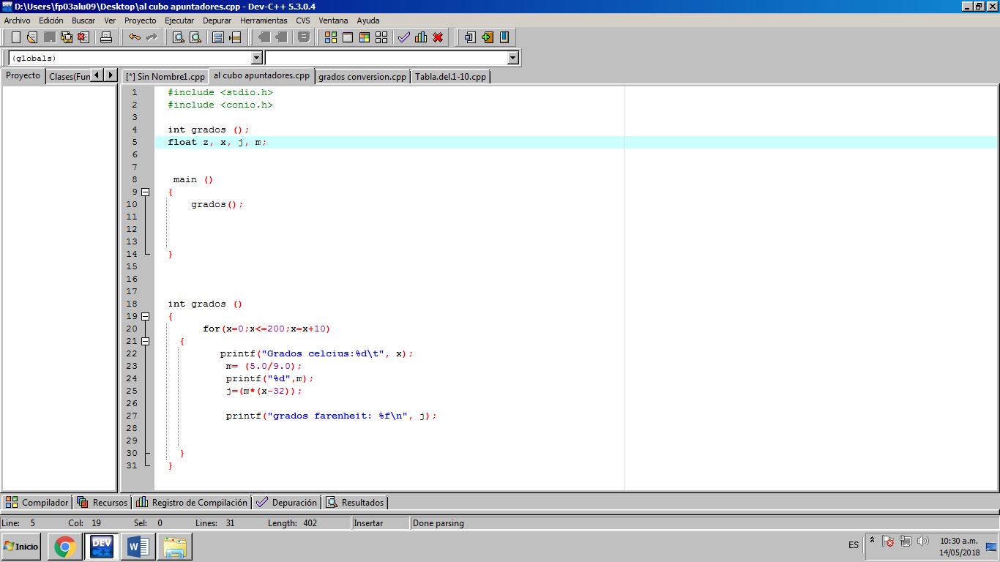 D:\Users\fp03alu09\Desktop\al cubo apuntadores.cpp - Dev-C++ 5.3.0.4
Archivo Edición Buscar Ver Proyecto Ejecutar Depurar Herramientas CVS Ventana Ayuda
(globals)
Proyecto Clases(Fun [*] Sin Nombre1.cpp al cubo apuntadores.cpp grados conversion.cpp Tabla.del.1-10.cpp
1 #include <stdio.h>
2 #include <conio.h>
3
4 int grados ();
5 float z, x, j, m;
6
7
8 main ()
9 {
10 grados();
11
12
13
14 }
15
16
17
18 int grados ()
19 {
20 for(x=0;x<=200;x=x+10)
21 {
22 printf("Grados celcius:%d\t", x);
23 m= (5.0/9.0);
24 printf("%d",m);
25 j=(m*(x-32));
26
27 printf("grados farenheit: %f\n", j);
28
29
30 }
31 }
Compilador Recursos Registro de Compilación Depuración Resultados
Line: 5 Col: 19 Sel: 0 Lines: 31 Length: 402 Insertar Done parsing
Inicio DEV C++ W ES 10:30 a.m.
14/05/2018